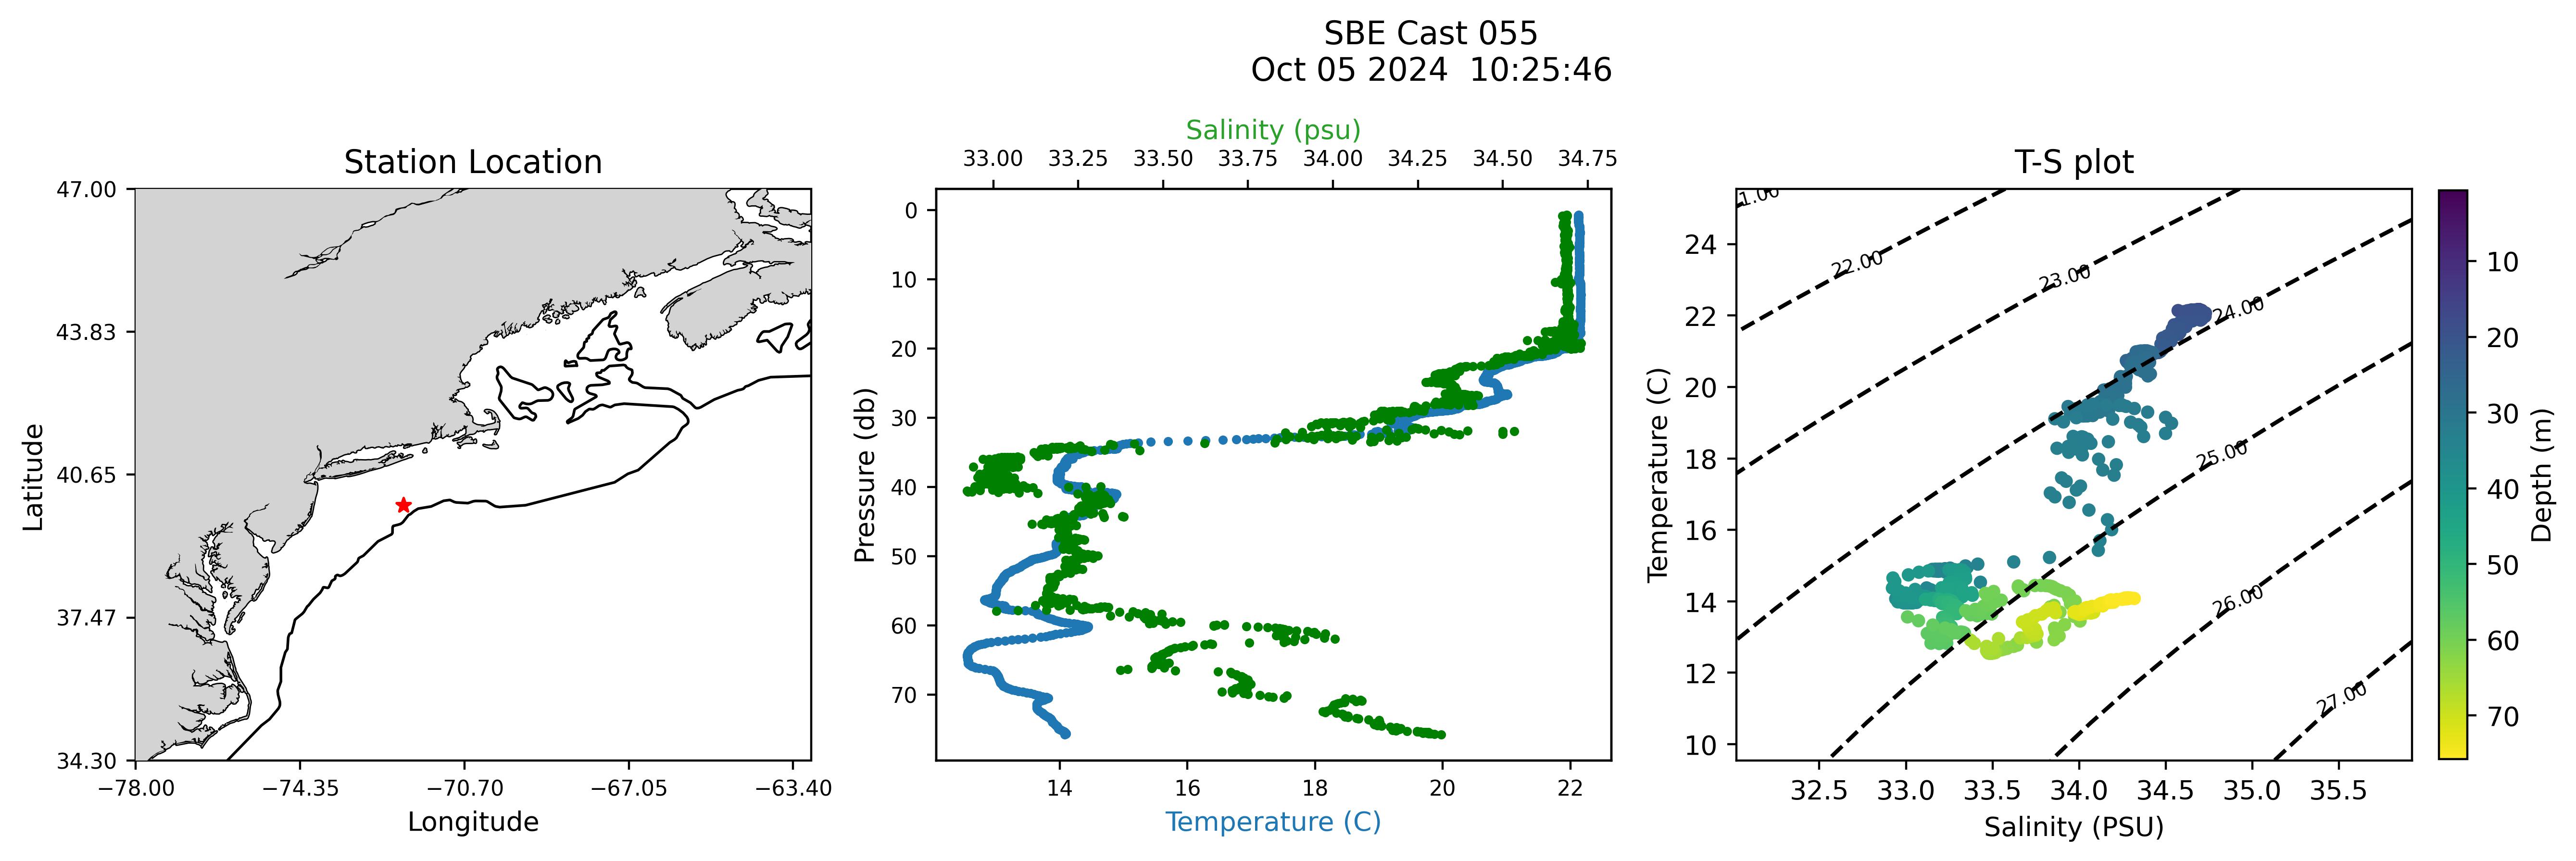 SBE Cast 055
Oct 05 2024  10:25:46
Station Location
47.00
43.83
40.65
37.47
34.30
Latitude
−78.00 −74.35 −70.70 −67.05 −63.40
Longitude
Salinity (psu)
33.00 33.25 33.50 33.75 34.00 34.25 34.50 34.75
0
10
20
30
40
50
60
70
Pressure (db)
14 16 18 20 22
Temperature (C)
T-S plot
24
22
20
18
16
14
12
10
Temperature (C)
1.00
22.00
23.00
24.00
25.00
26.00
27.00
32.5 33.0 33.5 34.0 34.5 35.0 35.5
Salinity (PSU)
10
20
30
40
50
60
70
Depth (m)